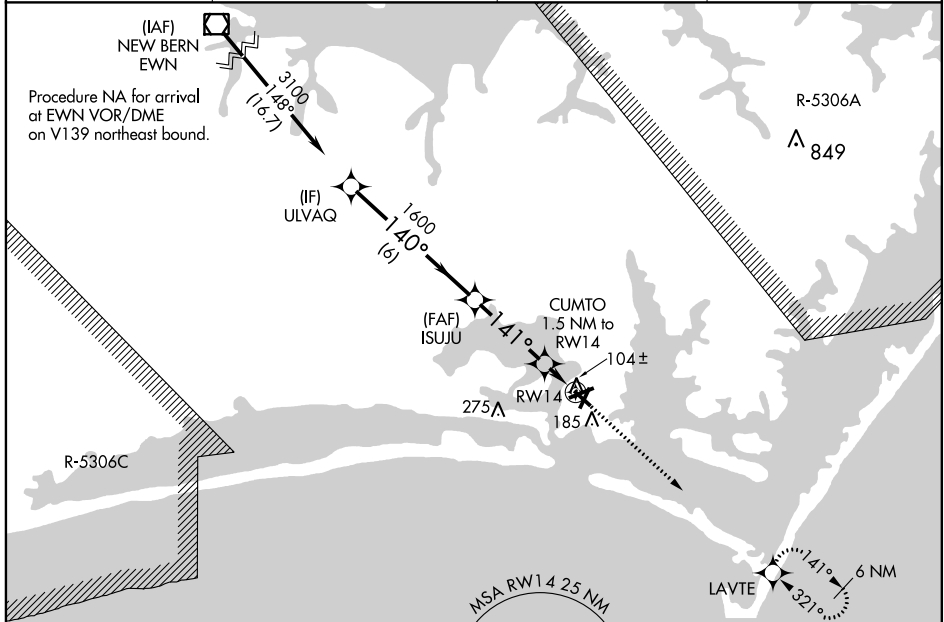 (IAF)
NEW BERN
EWN
3100
148°
(16.7)
Procedure NA for arrival
at EWN VOR/DME
on V139 northeast bound.
R-5306A
849
(IF)
ULVAQ
1600
140°
(6)
(FAF)
ISUJU
141°
CUMTO
1.5 NM to
RW14
104±
RW14
275
185
R-5306C
MSA RW14 25 NM
LAVTE
141°
6 NM
321°